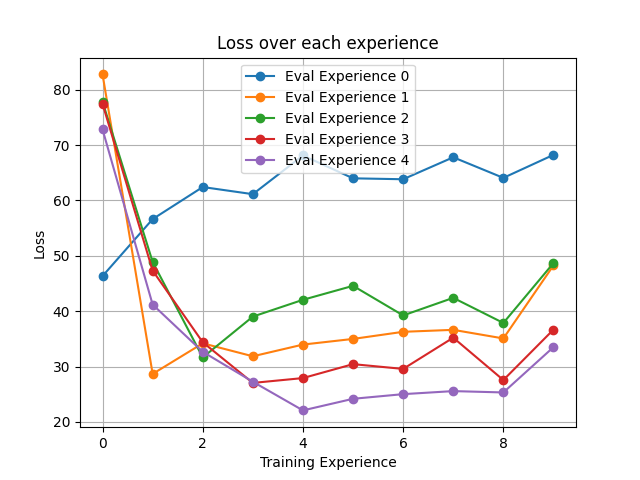 Loss over each experience
Eval Experience 0
Eval Experience 1
Eval Experience 2
Eval Experience 3
Eval Experience 4
80
70
60
50
40
30
20
Loss
0 2 4 6 8
Training Experience